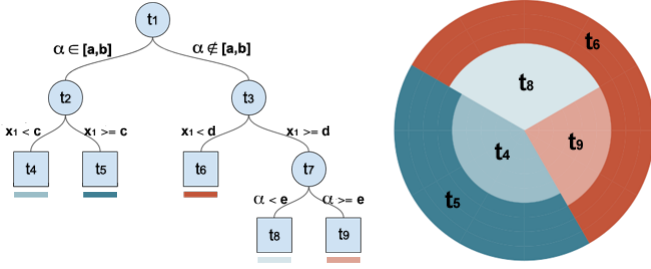 t1
α ∈ [a,b]
α ∉ [a,b]
t2
t3
x1 < c
x1 >= c
x1 < d
x1 >= d
t4
t5
t6
t7
α < e
α >= e
t8
t9
t6
t8
t9
t4
t5